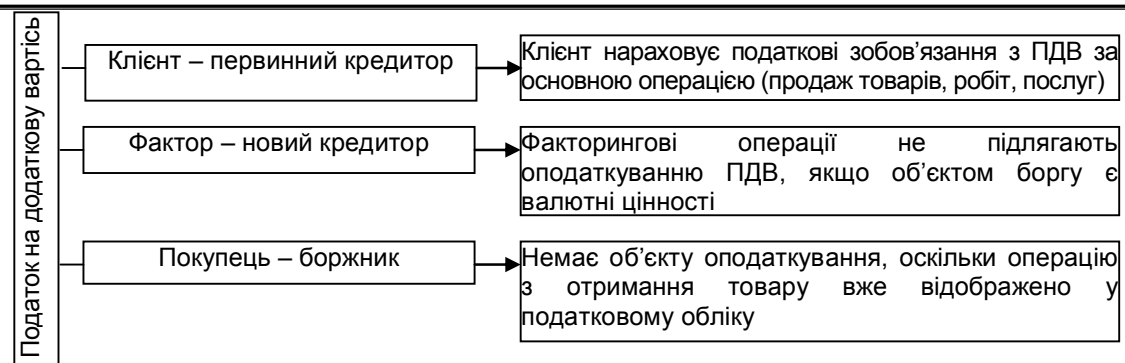 Податок на додаткову вартісь
Клієнт – первинний кредитор
Клієнт нараховує податкові зобов’язання з ПДВ за
основною операцією (продаж товарів, робіт, послуг)
Фактор – новий кредитор
Факторингові операції не підлягають
оподаткуванню ПДВ, якщо об’єктом боргу є
валютні цінності
Покупець – боржник
Немає об’єкту оподаткування, оскільки операцію
з отримання товару вже відображено у
податковому обліку